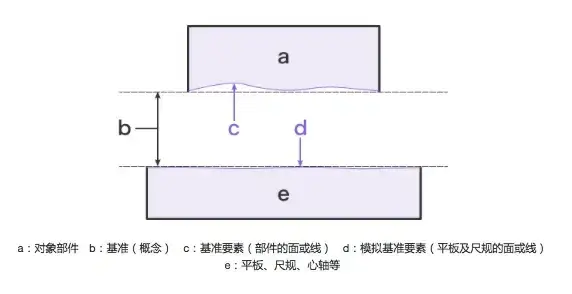 a
b
c
d
e
a：对象部件 b：基准（概念） c：基准要素（部件的面或线） d：模拟基准要素（平板及尺规的面或线）
e：平板、尺规、心轴等